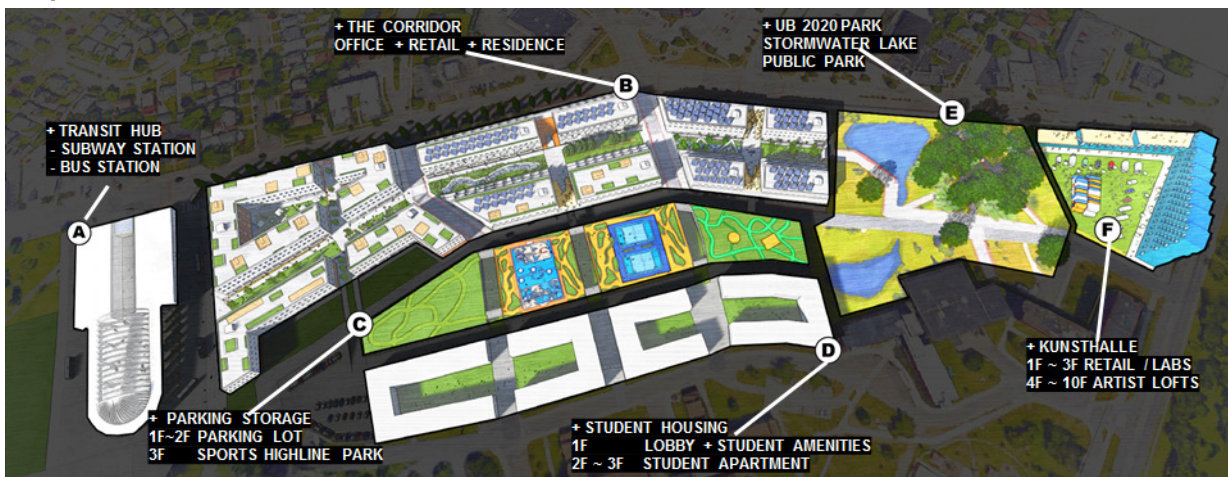 + THE CORRIDOR
OFFICE + RETAIL + RESIDENCE
+ UB 2020 PARK
STORMWATER LAKE
PUBLIC PARK
B
E
+ TRANSIT HUB
- SUBWAY STATION
- BUS STATION
A
F
C
D
+ KUNSTHALLE
1F ~ 3F RETAIL / LABS
4F ~ 10F ARTIST LOFTS
+ PARKING STORAGE
1F~2F PARKING LOT
3F SPORTS HIGHLINE PARK
+ STUDENT HOUSING
1F LOBBY + STUDENT AMENITIES
2F ~ 3F STUDENT APARTMENT